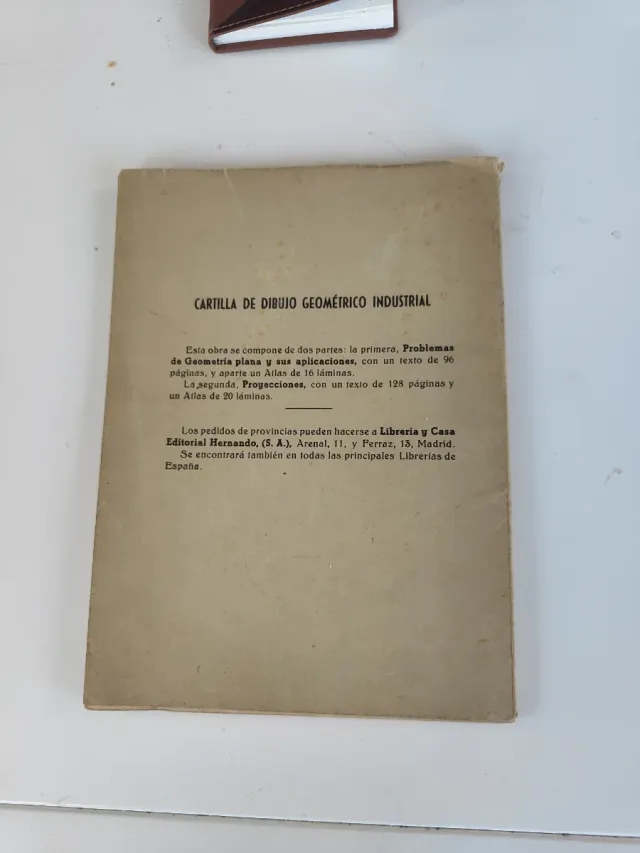 CARTILLA DE DIBUJO GEOMÉTRICO INDUSTRIAL
Esta obra se compone de dos partes: la primera, Problemas
de Geometría plana y sus aplicaciones, con un texto de 96
páginas, y aparte un Atlas de 16 láminas.
La segunda, Proyecciones, con un texto de 128 páginas y
un Atlas de 20 láminas.
Los pedidos de provincias pueden hacerse a Librería y Casa
Editorial Hernando, (S. A.), Arenal, 11, y Ferraz, 13, Madrid.
Se encontrará también en todas las principales Librerías de
España.